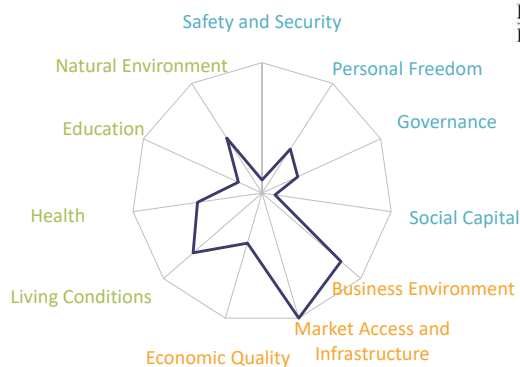 Safety and Security
Natural Environment
Personal Freedom
Education
Governance
Health
Social Capital
Living Conditions
Business Environment
Market Access and
Infrastructure
Economic Quality